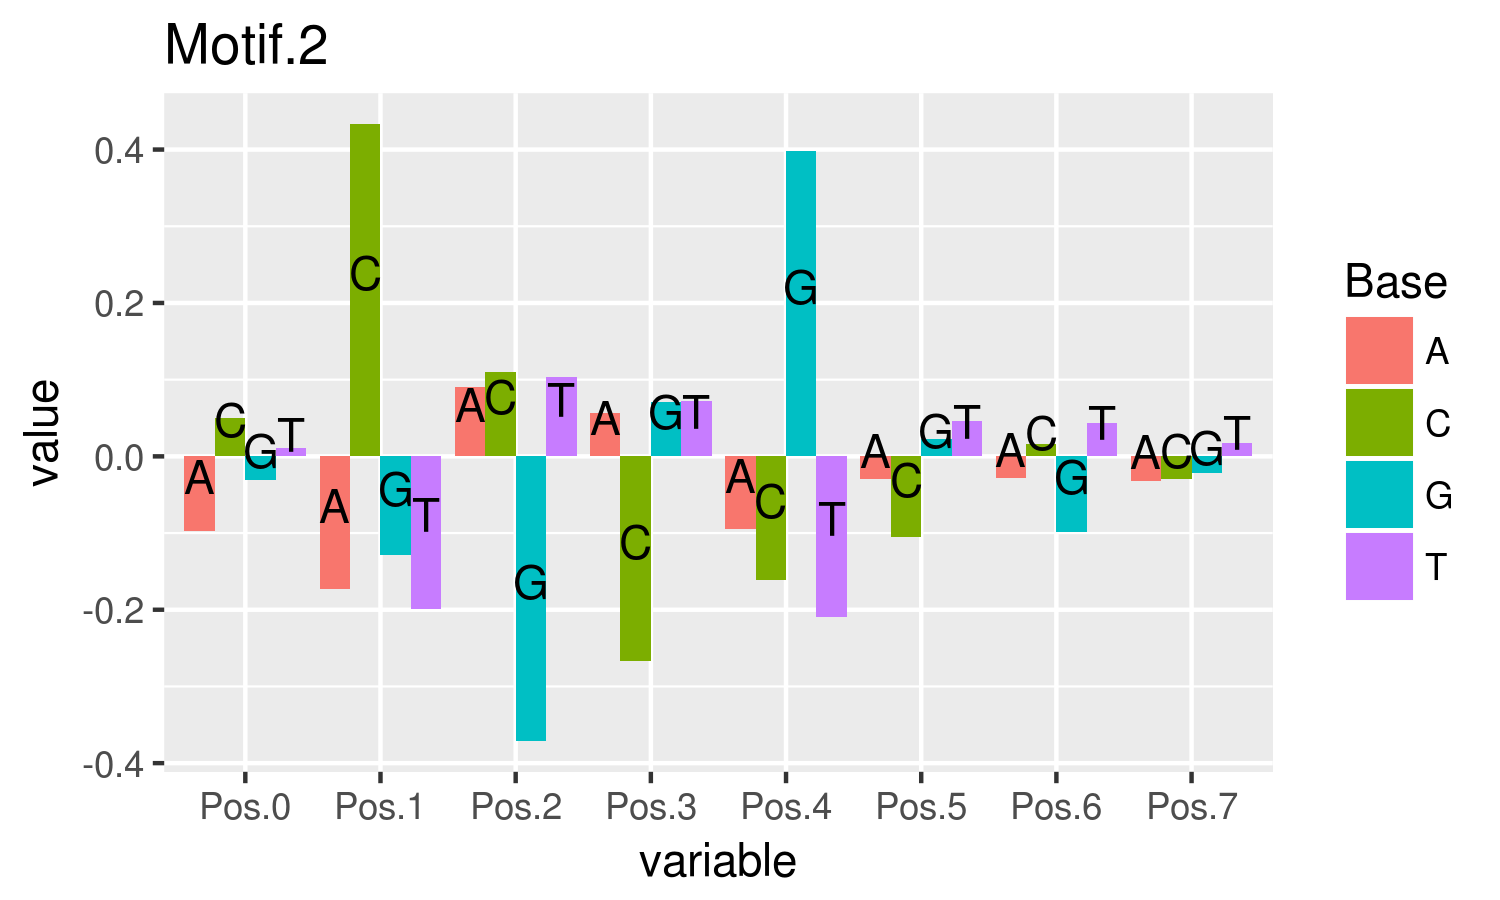 Motif.2
value
0.4
0.2
0.0
-0.2
-0.4
A C G T
A C G T
A C G T
A C G T
A C G T
A C G T
A C G T
A C G T
Pos.0 Pos.1 Pos.2 Pos.3 Pos.4 Pos.5 Pos.6 Pos.7
variable
Base
A
C
G
T